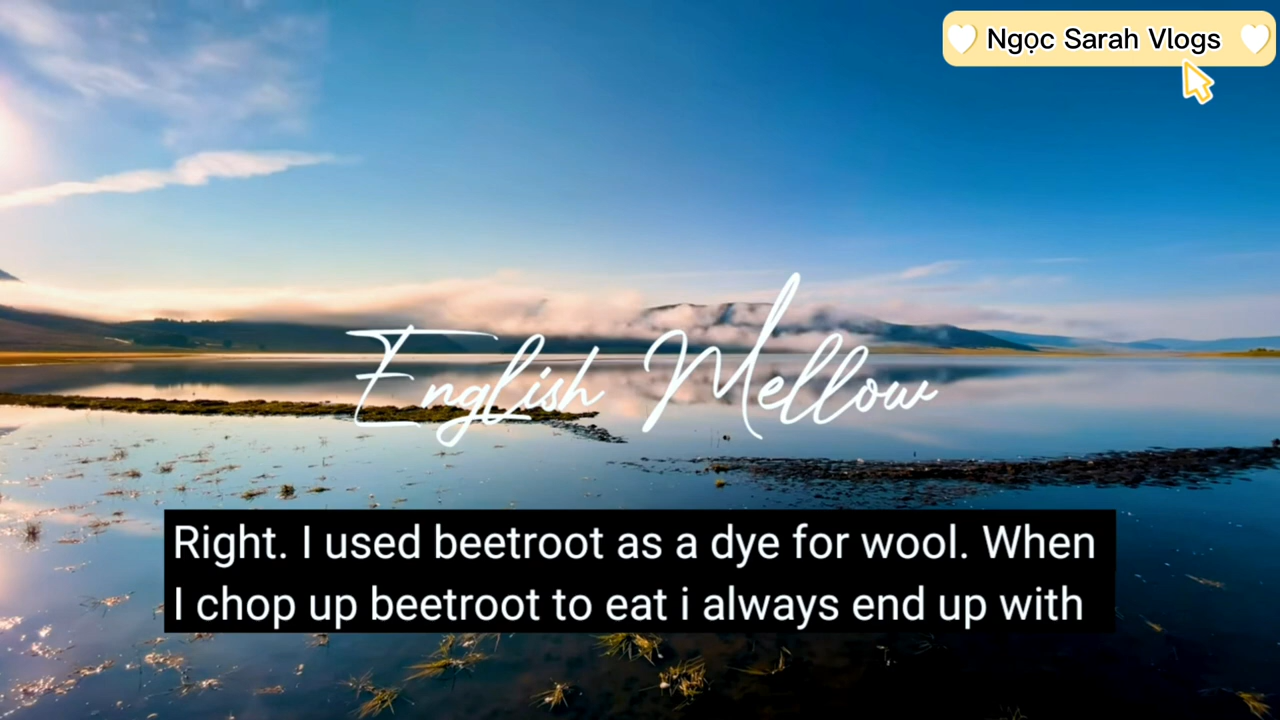 Ngọc Sarah Vlogs
English Mellow
Right. I used beetroot as a dye for wool. When
I chop up beetroot to eat i always end up with